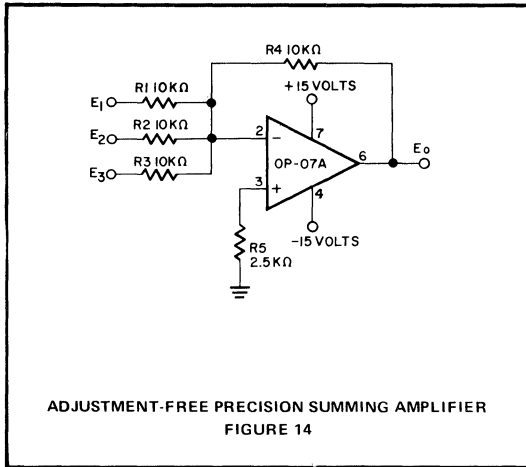 R4 10KΩ
R1 10KΩ
+15 VOLTS
E1
R2 10KΩ
2
7
Eo
E2
−
OP-07A
6
R3 10KΩ
E3
3
+
4
−15 VOLTS
R5
2.5KΩ
ADJUSTMENT-FREE PRECISION SUMMING AMPLIFIER
FIGURE 14